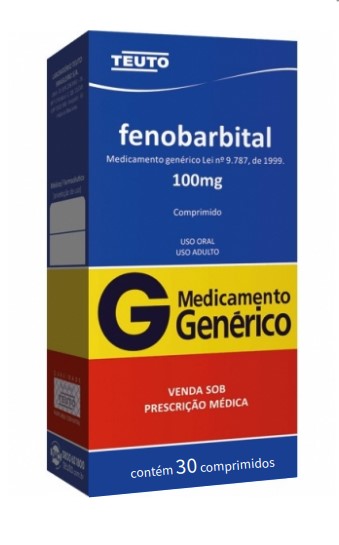 TEUTO
fenobarbital
Medicamento genérico Lei nº 9.787, de 1999.
100mg
Comprimido
USO ORAL
USO ADULTO
G Medicamento
Genérico
VENDA SOB
PRESCRIÇÃO MÉDICA
contém 30 comprimidos
TEUTO